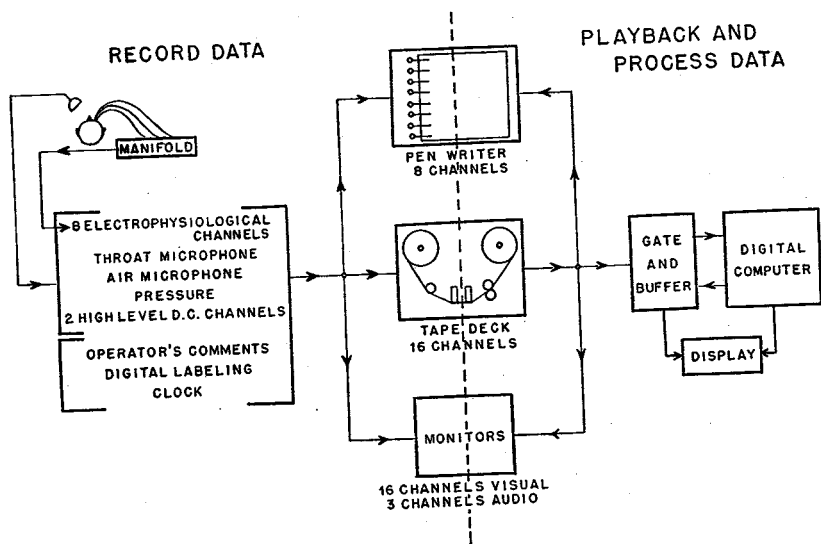 RECORD DATA
PLAYBACK AND
PROCESS DATA
MANIFOLD
8 ELECTROPHYSIOLOGICAL
CHANNELS
THROAT MICROPHONE
AIR MICROPHONE
PRESSURE
2 HIGH LEVEL D.C. CHANNELS
OPERATOR'S COMMENTS
DIGITAL LABELING
CLOCK
PEN WRITER
8 CHANNELS
TAPE DECK
16 CHANNELS
MONITORS
16 CHANNELS VISUAL
3 CHANNELS AUDIO
GATE
AND
BUFFER
DIGITAL
COMPUTER
DISPLAY